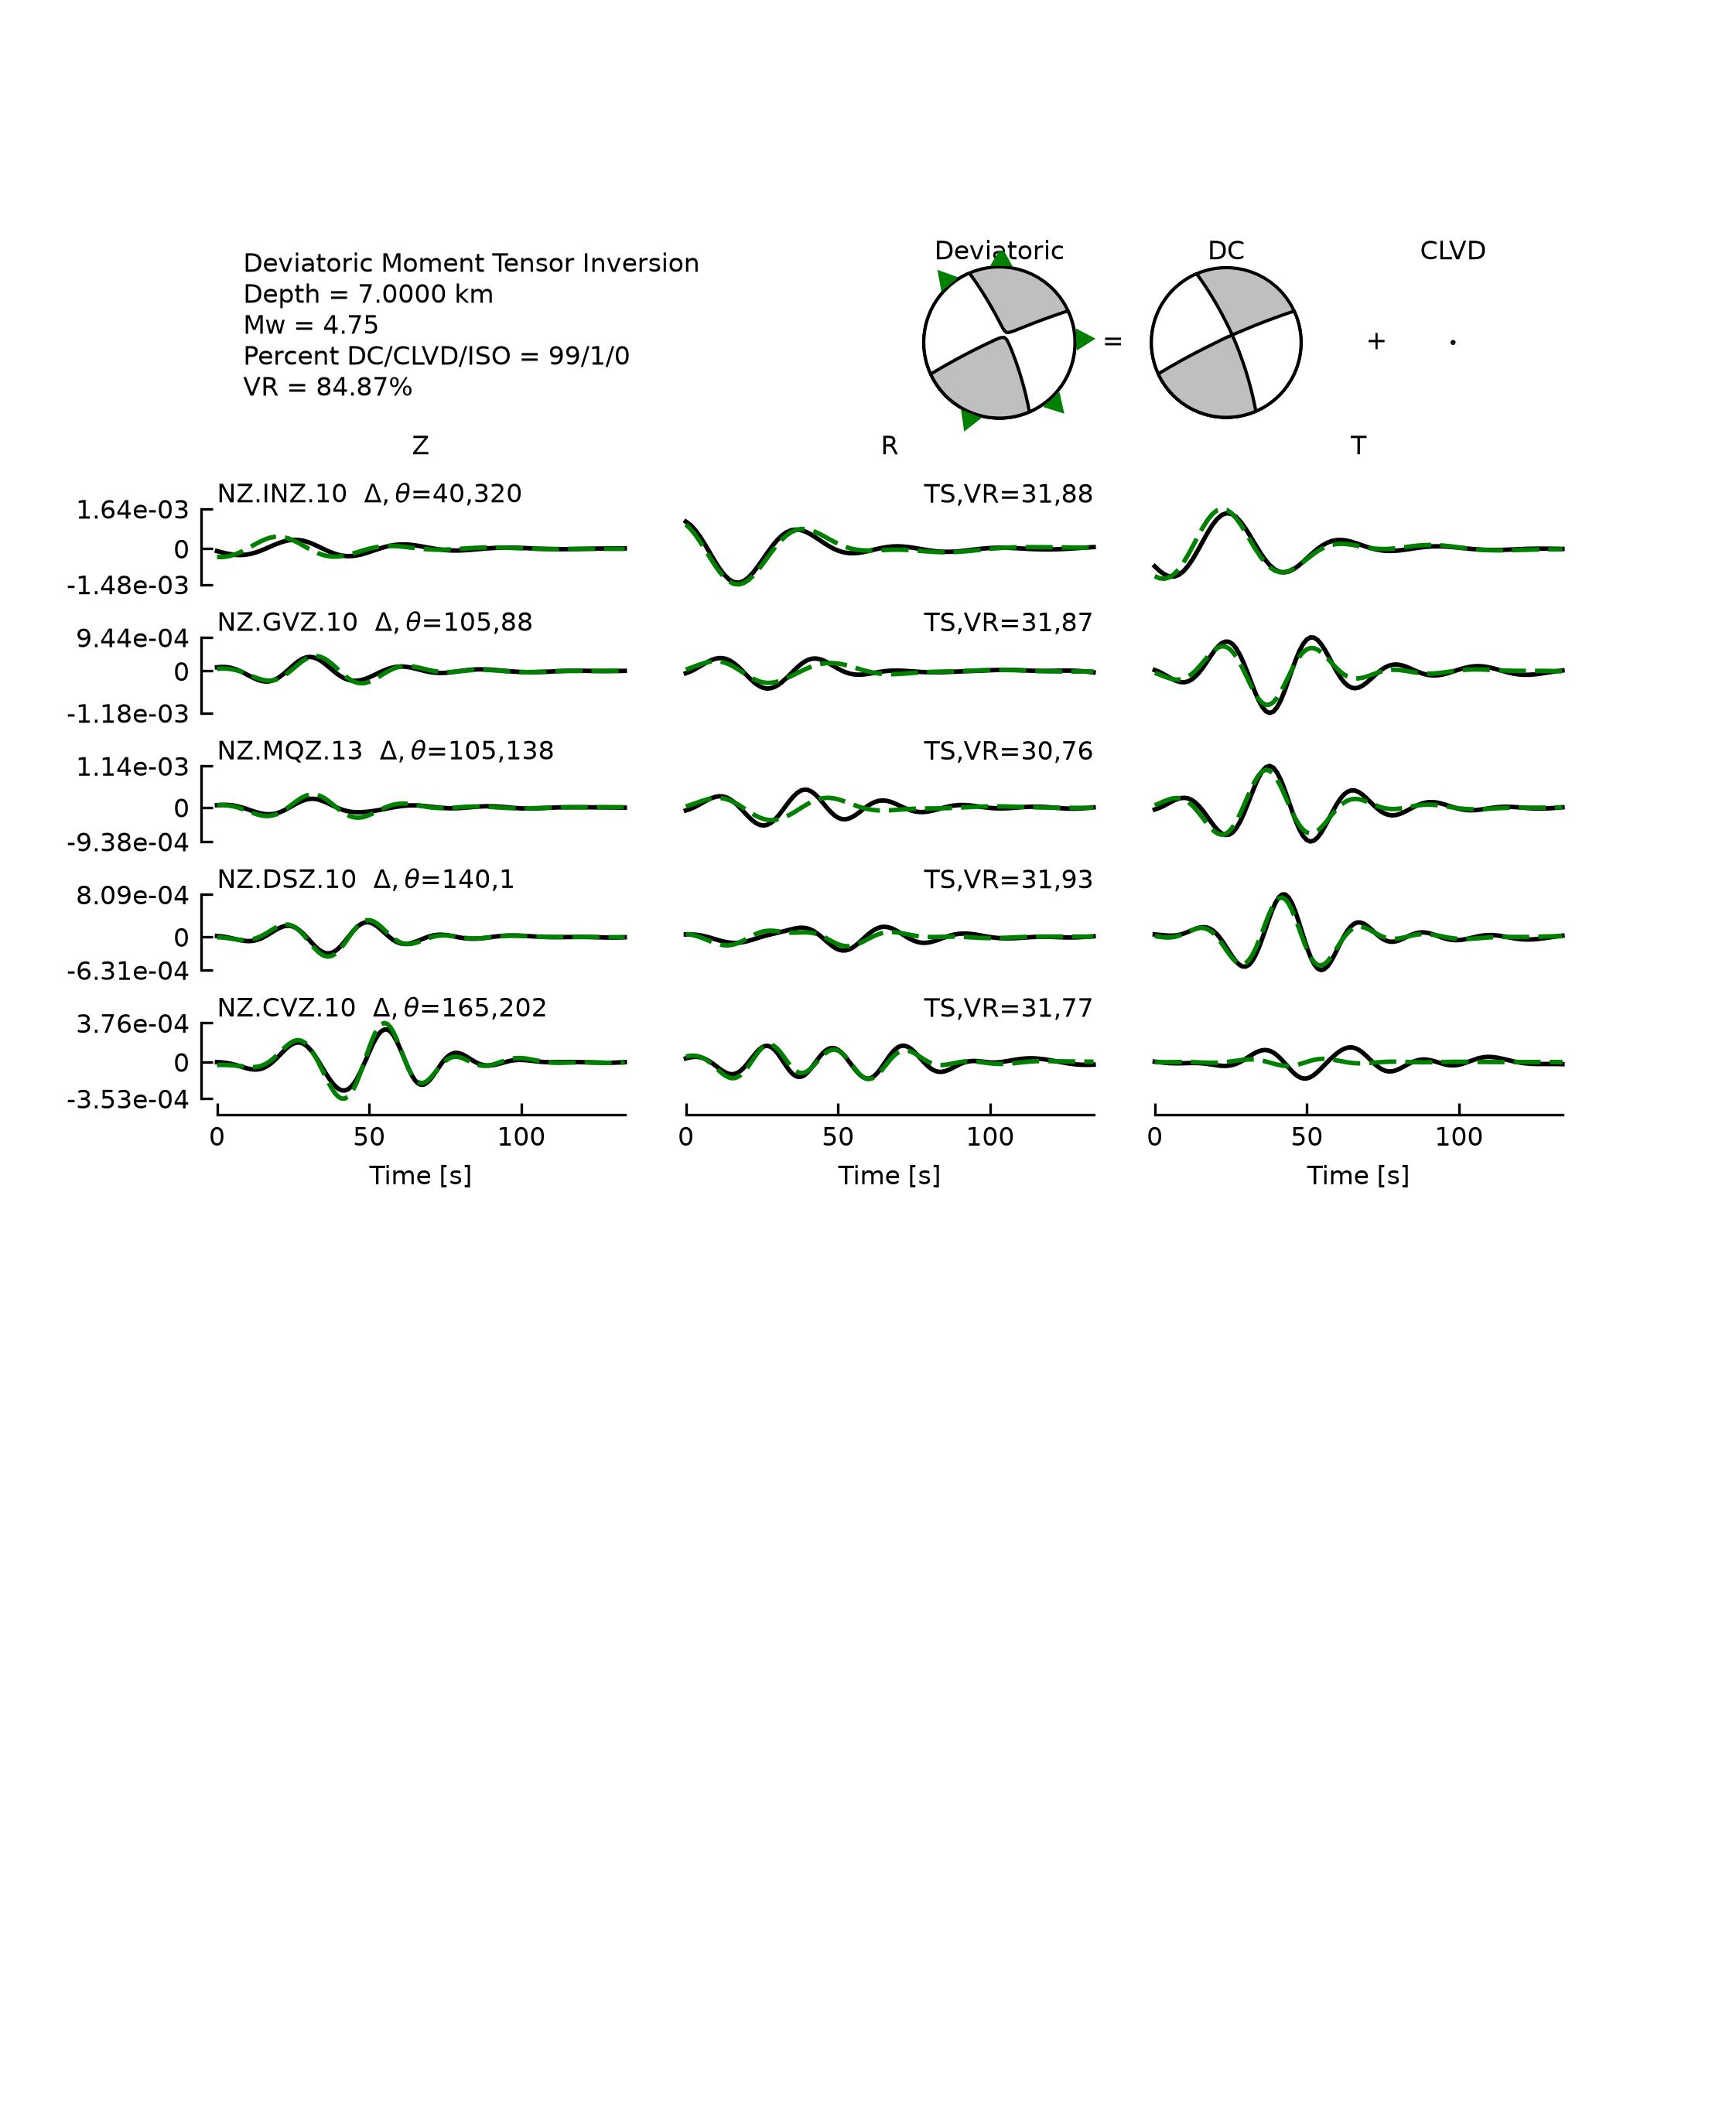 Deviatoric Moment Tensor Inversion
Depth = 7.0000 km
Mw = 4.75
Percent DC/CLVD/ISO = 99/1/0
VR = 84.87%
Deviatoric
=
DC
+
CLVD
Z R T
NZ.INZ.10 Δ,θ=40,320 TS,VR=31,88
1.64e-03
0
-1.48e-03
NZ.GVZ.10 Δ,θ=105,88 TS,VR=31,87
9.44e-04
0
-1.18e-03
NZ.MQZ.13 Δ,θ=105,138 TS,VR=30,76
1.14e-03
0
-9.38e-04
NZ.DSZ.10 Δ,θ=140,1 TS,VR=31,93
8.09e-04
0
-6.31e-04
NZ.CVZ.10 Δ,θ=165,202 TS,VR=31,77
3.76e-04
0
-3.53e-04
0 50 100 0 50 100 0 50 100
Time [s] Time [s] Time [s]